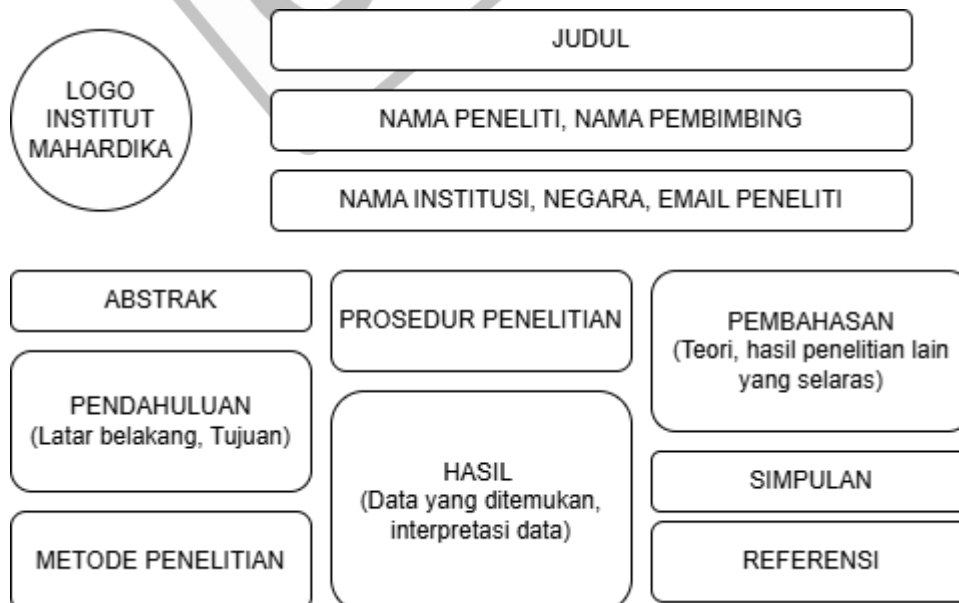 LOGO
INSTITUT
MAHARDIKA
JUDUL
NAMA PENELITI, NAMA PEMBIMBING
NAMA INSTITUSI, NEGARA, EMAIL PENELITI
ABSTRAK
PENDAHULUAN
(Latar belakang, Tujuan)
METODE PENELITIAN
PROSEDUR PENELITIAN
HASIL
(Data yang ditemukan,
interpretasi data)
PEMBAHASAN
(Teori, hasil penelitian lain
yang selaras)
SIMPULAN
REFERENSI